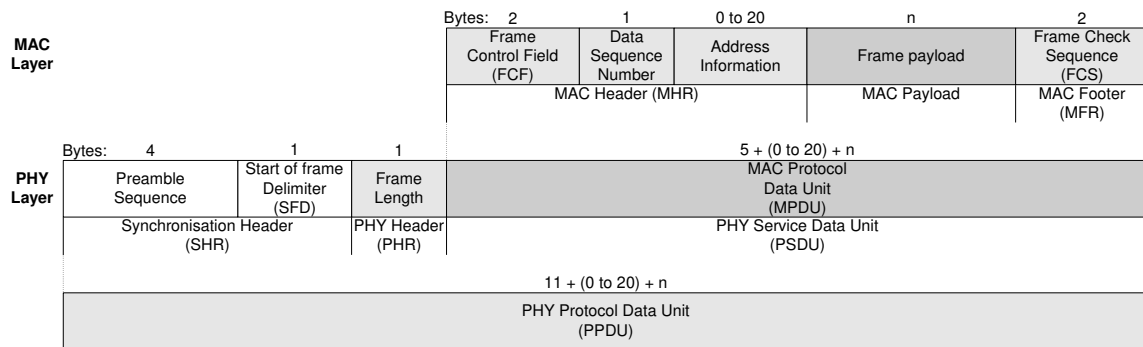 Bytes: 2 1 0 to 20 n 2
MAC
Layer
Frame
Control Field
(FCF)
Data
Sequence
Number
Address
Information
Frame payload
Frame Check
Sequence
(FCS)
MAC Header (MHR)
MAC Payload
MAC Footer
(MFR)
Bytes: 4 1 1 5 + (0 to 20) + n
PHY
Layer
Preamble
Sequence
Start of frame
Delimiter
(SFD)
Frame
Length
MAC Protocol
Data Unit
(MPDU)
Synchronisation Header
(SHR)
PHY Header
(PHR)
PHY Service Data Unit
(PSDU)
11 + (0 to 20) + n
PHY Protocol Data Unit
(PPDU)